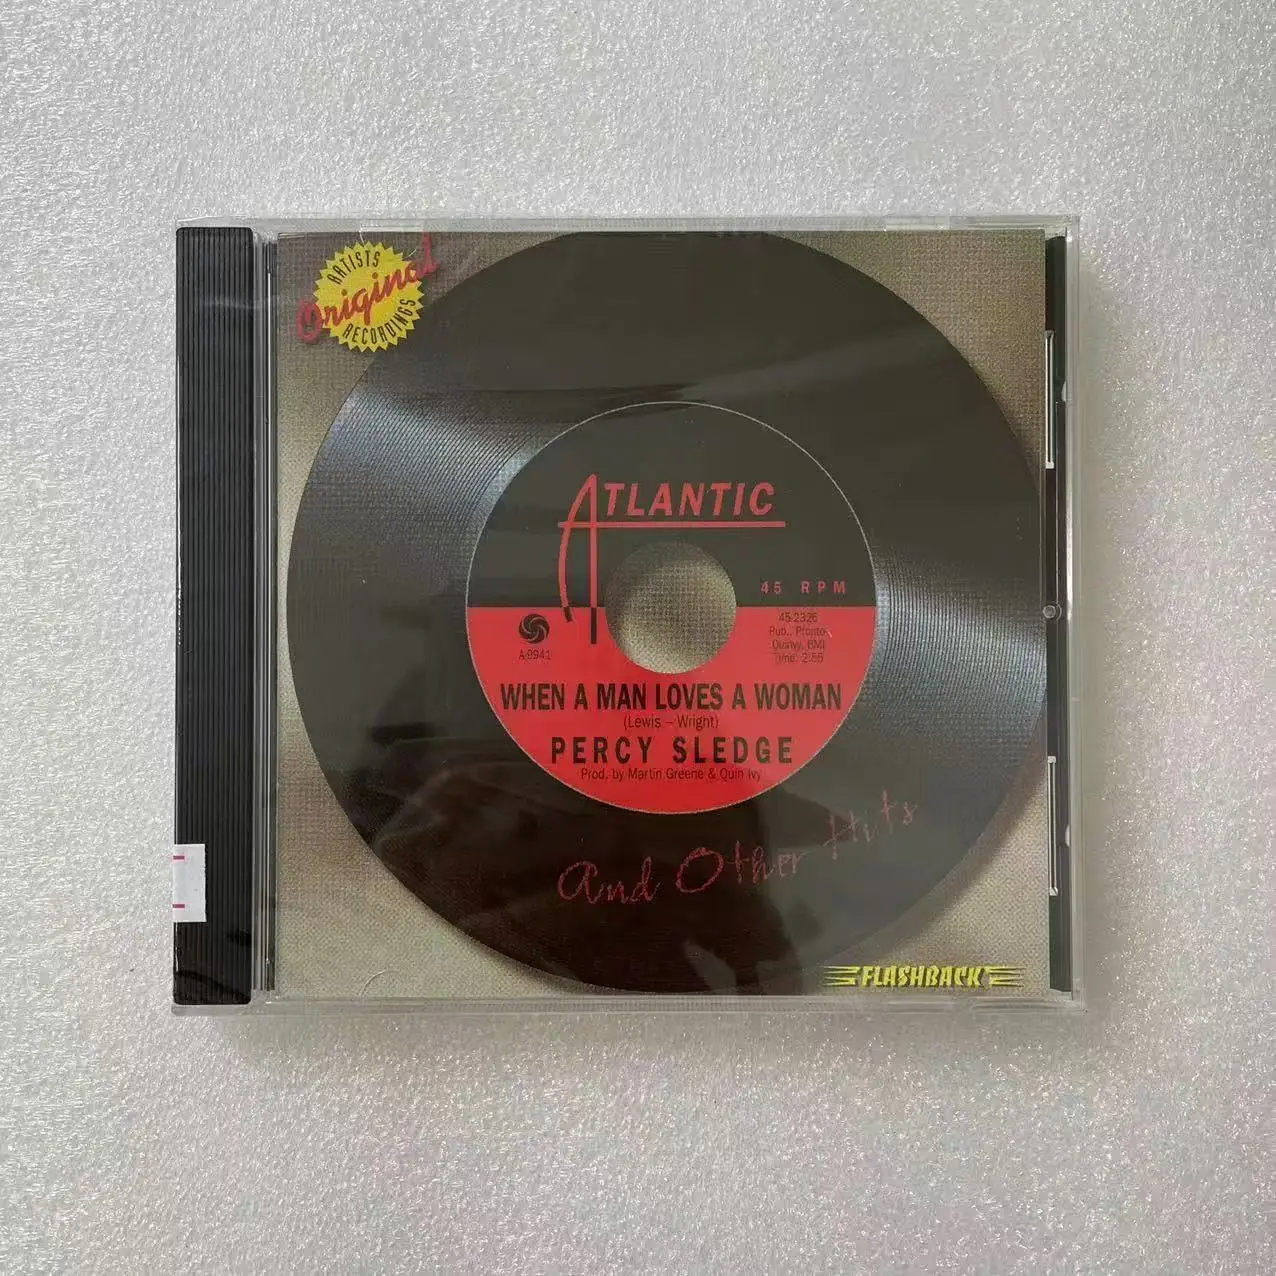 ARTISTS
Original
RECORDINGS
ATLANTIC
45 RPM
A-9941
45-2326
Pub., Pronto-
Quinvy, BMI
Time: 2:55
WHEN A MAN LOVES A WOMAN
(Lewis – Wright)
PERCY SLEDGE
Prod. by Martin Greene & Quin Ivy
And Other Hits
FLASHBACK